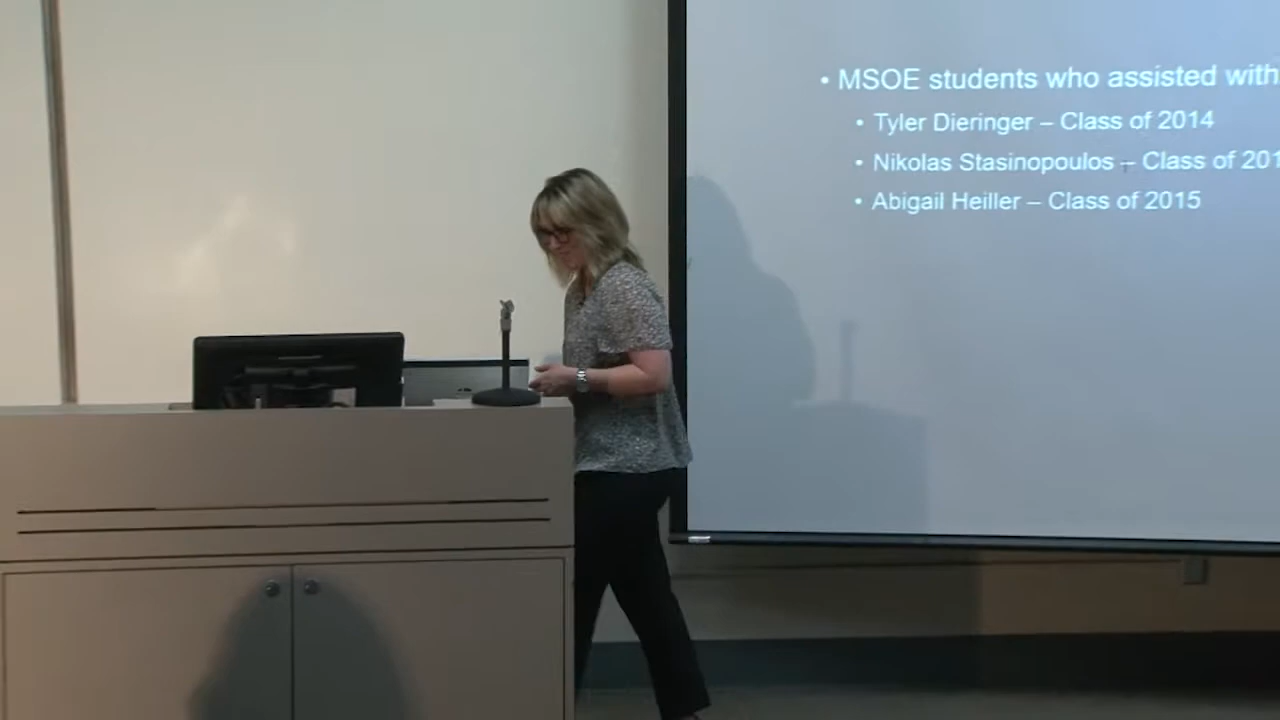 • MSOE students who assisted with
• Tyler Dieringer – Class of 2014
• Nikolas Stasinopoulos – Class of 201
• Abigail Heiller – Class of 2015